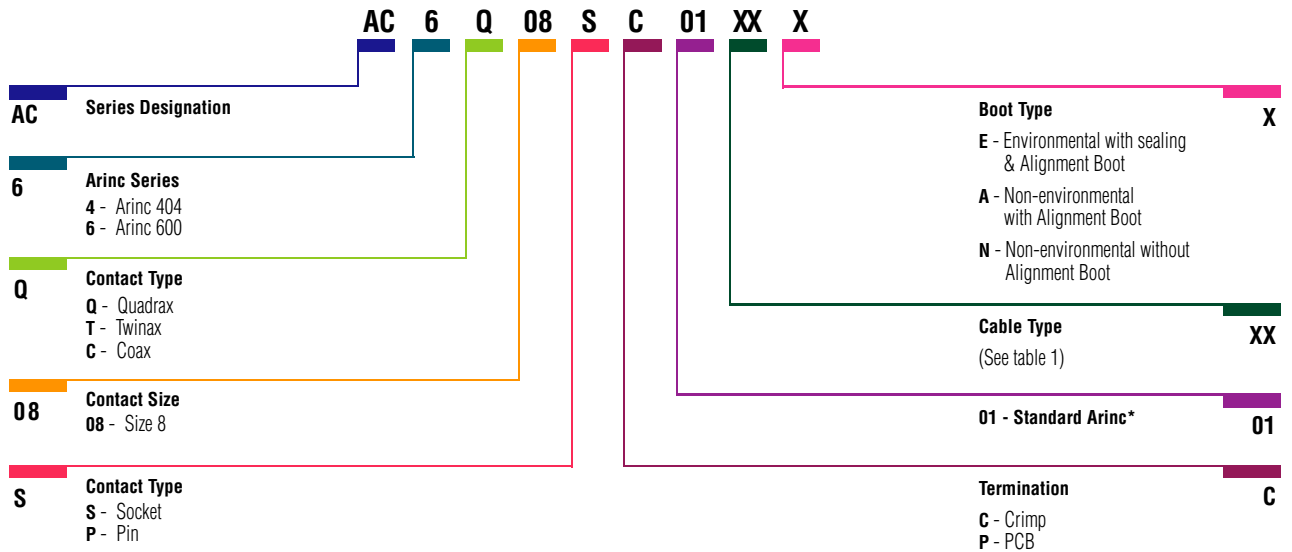 AC 6 Q 08 S C 01 XX X
AC
Series Designation
6
Arinc Series
4 - Arinc 404
6 - Arinc 600
Q
Contact Type
Q - Quadrax
T - Twinax
C - Coax
08
Contact Size
08 - Size 8
S
Contact Type
S - Socket
P - Pin
Boot Type
X
E - Environmental with sealing
& Alignment Boot
A - Non-environmental
with Alignment Boot
N - Non-environmental without
Alignment Boot
Cable Type
XX
(See table 1)
01 - Standard Arinc*
01
Termination
C
C - Crimp
P - PCB